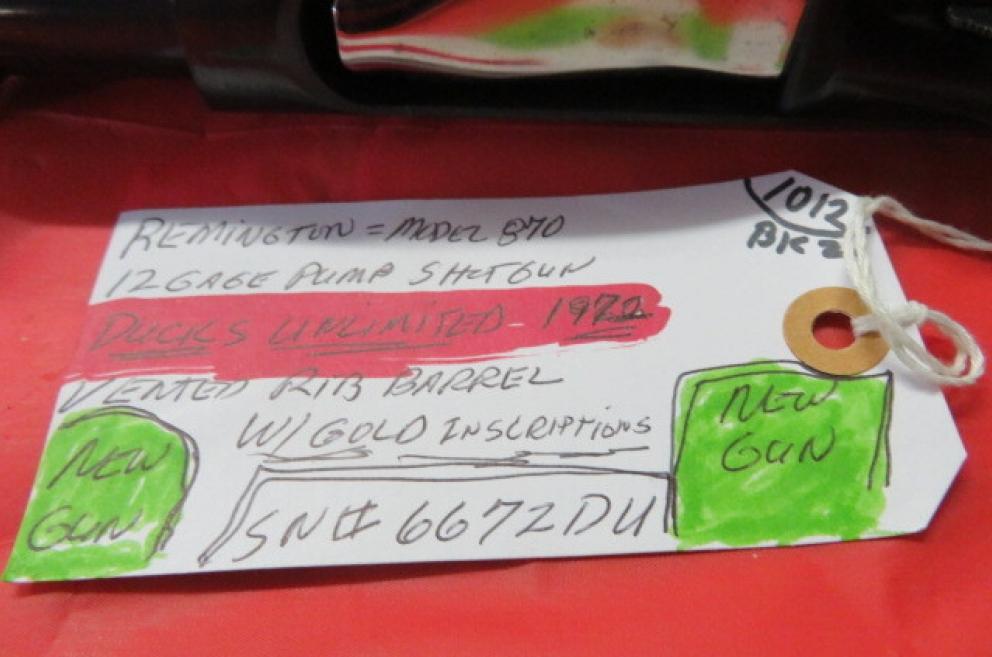 1012
BK2
REMINGTON = MODEL 870
12 GAGE PUMP SHOTGUN
DUCKS UNLIMITED - 1972
VENTED RIB BARREL
W/ GOLD INSCRIPTIONS
NEW
GUN
NEW
GUN
SN# 6672DU